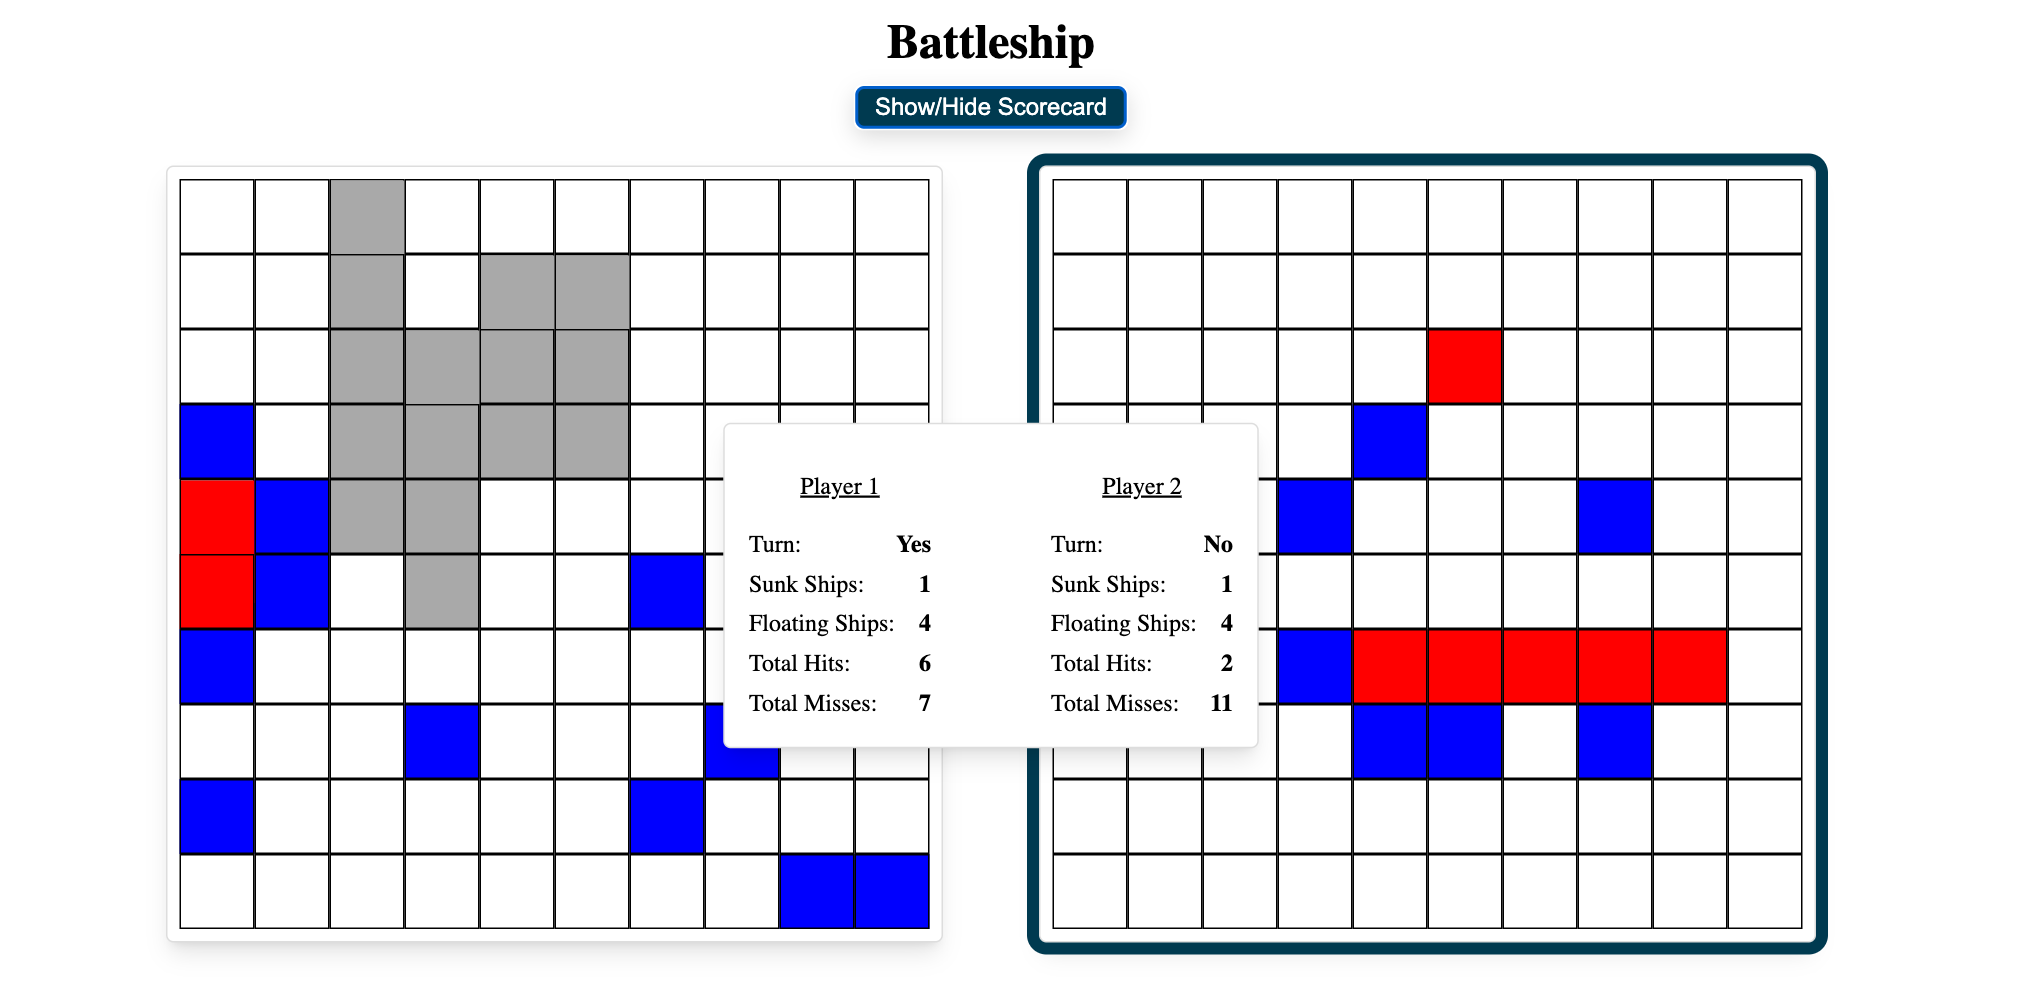 Battleship
Show/Hide Scorecard
Player 1
Turn: Yes
Sunk Ships: 1
Floating Ships: 4
Total Hits: 6
Total Misses: 7
Player 2
Turn: No
Sunk Ships: 1
Floating Ships: 4
Total Hits: 2
Total Misses: 11